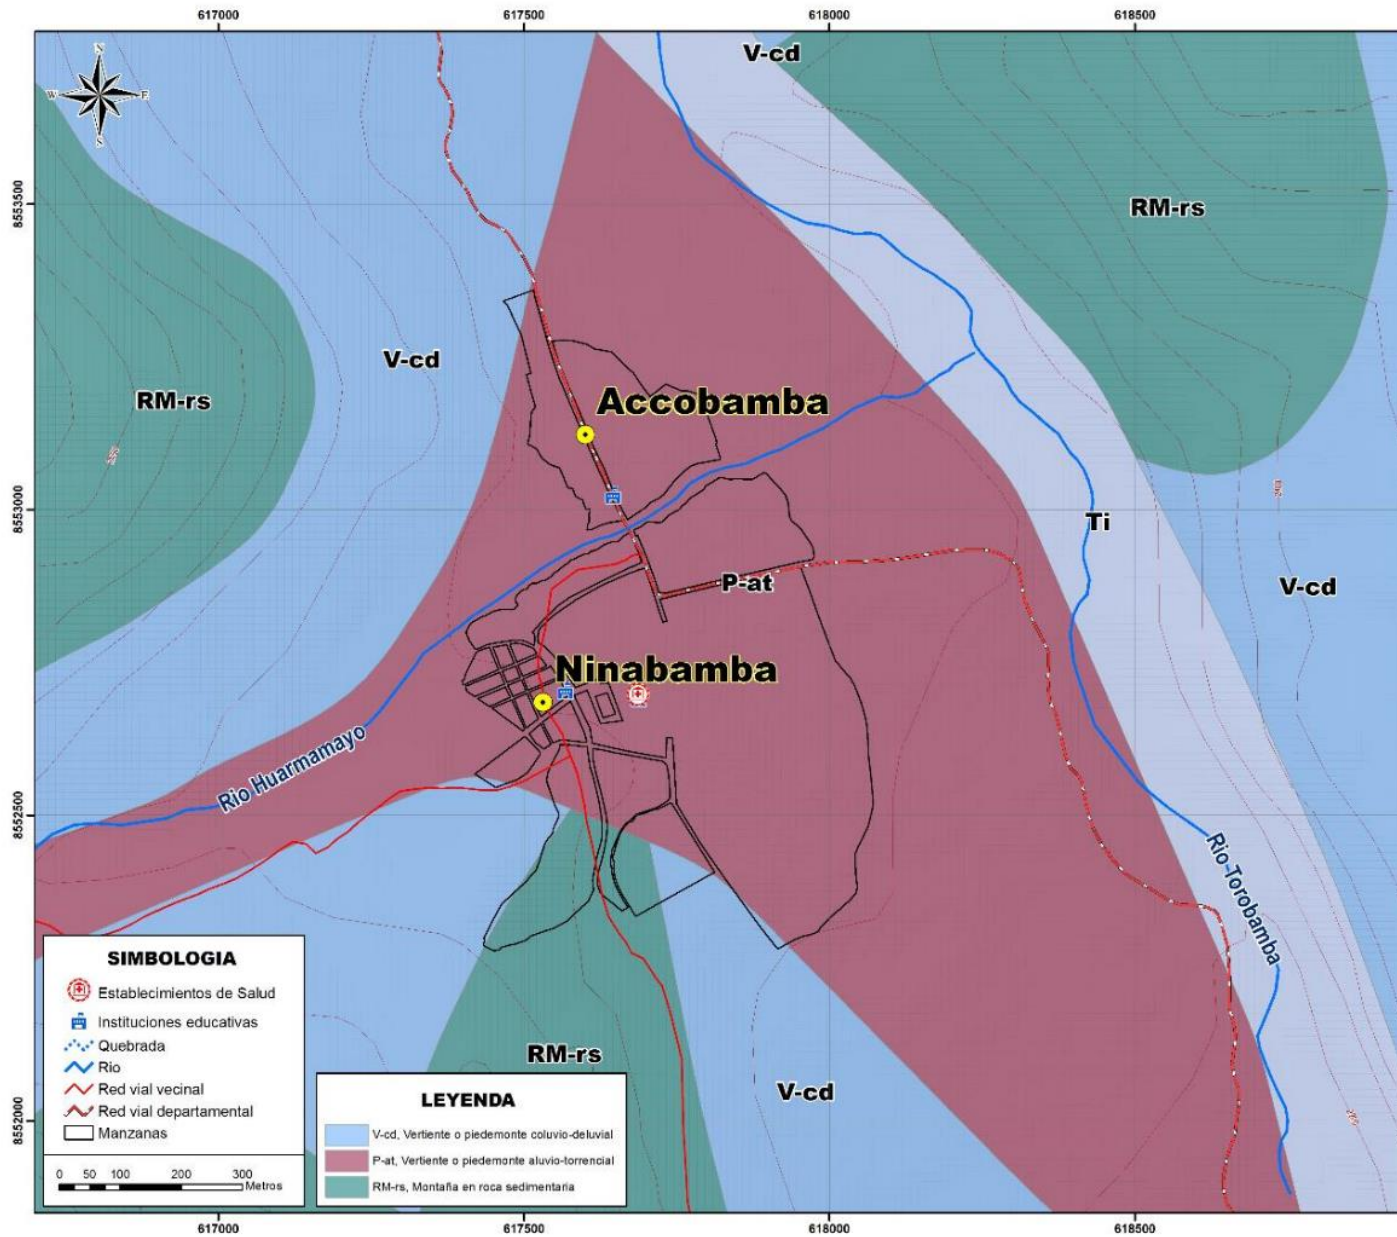 617000
617500
618000
618500
N
W
E
S
V-cd
8553500
RM-rs
V-cd
RM-rs
Accobamba
8553000
Ti
V-cd
P-at
Ninabamba
Rio Huarmamayo
8552500
Rio Torobamba
RM-rs
V-cd
8552000
SIMBOLOGIA
Establecimientos de Salud
Instituciones educativas
Quebrada
Rio
Red vial vecinal
Red vial departamental
Manzanas
0 50 100 200 300
Metros
LEYENDA
V-cd, Vertiente o piedemonte coluvio-deluvial
P-at, Vertiente o piedemonte aluvio-torrencial
RM-rs, Montaña en roca sedimentaria
617000
617500
618000
618500